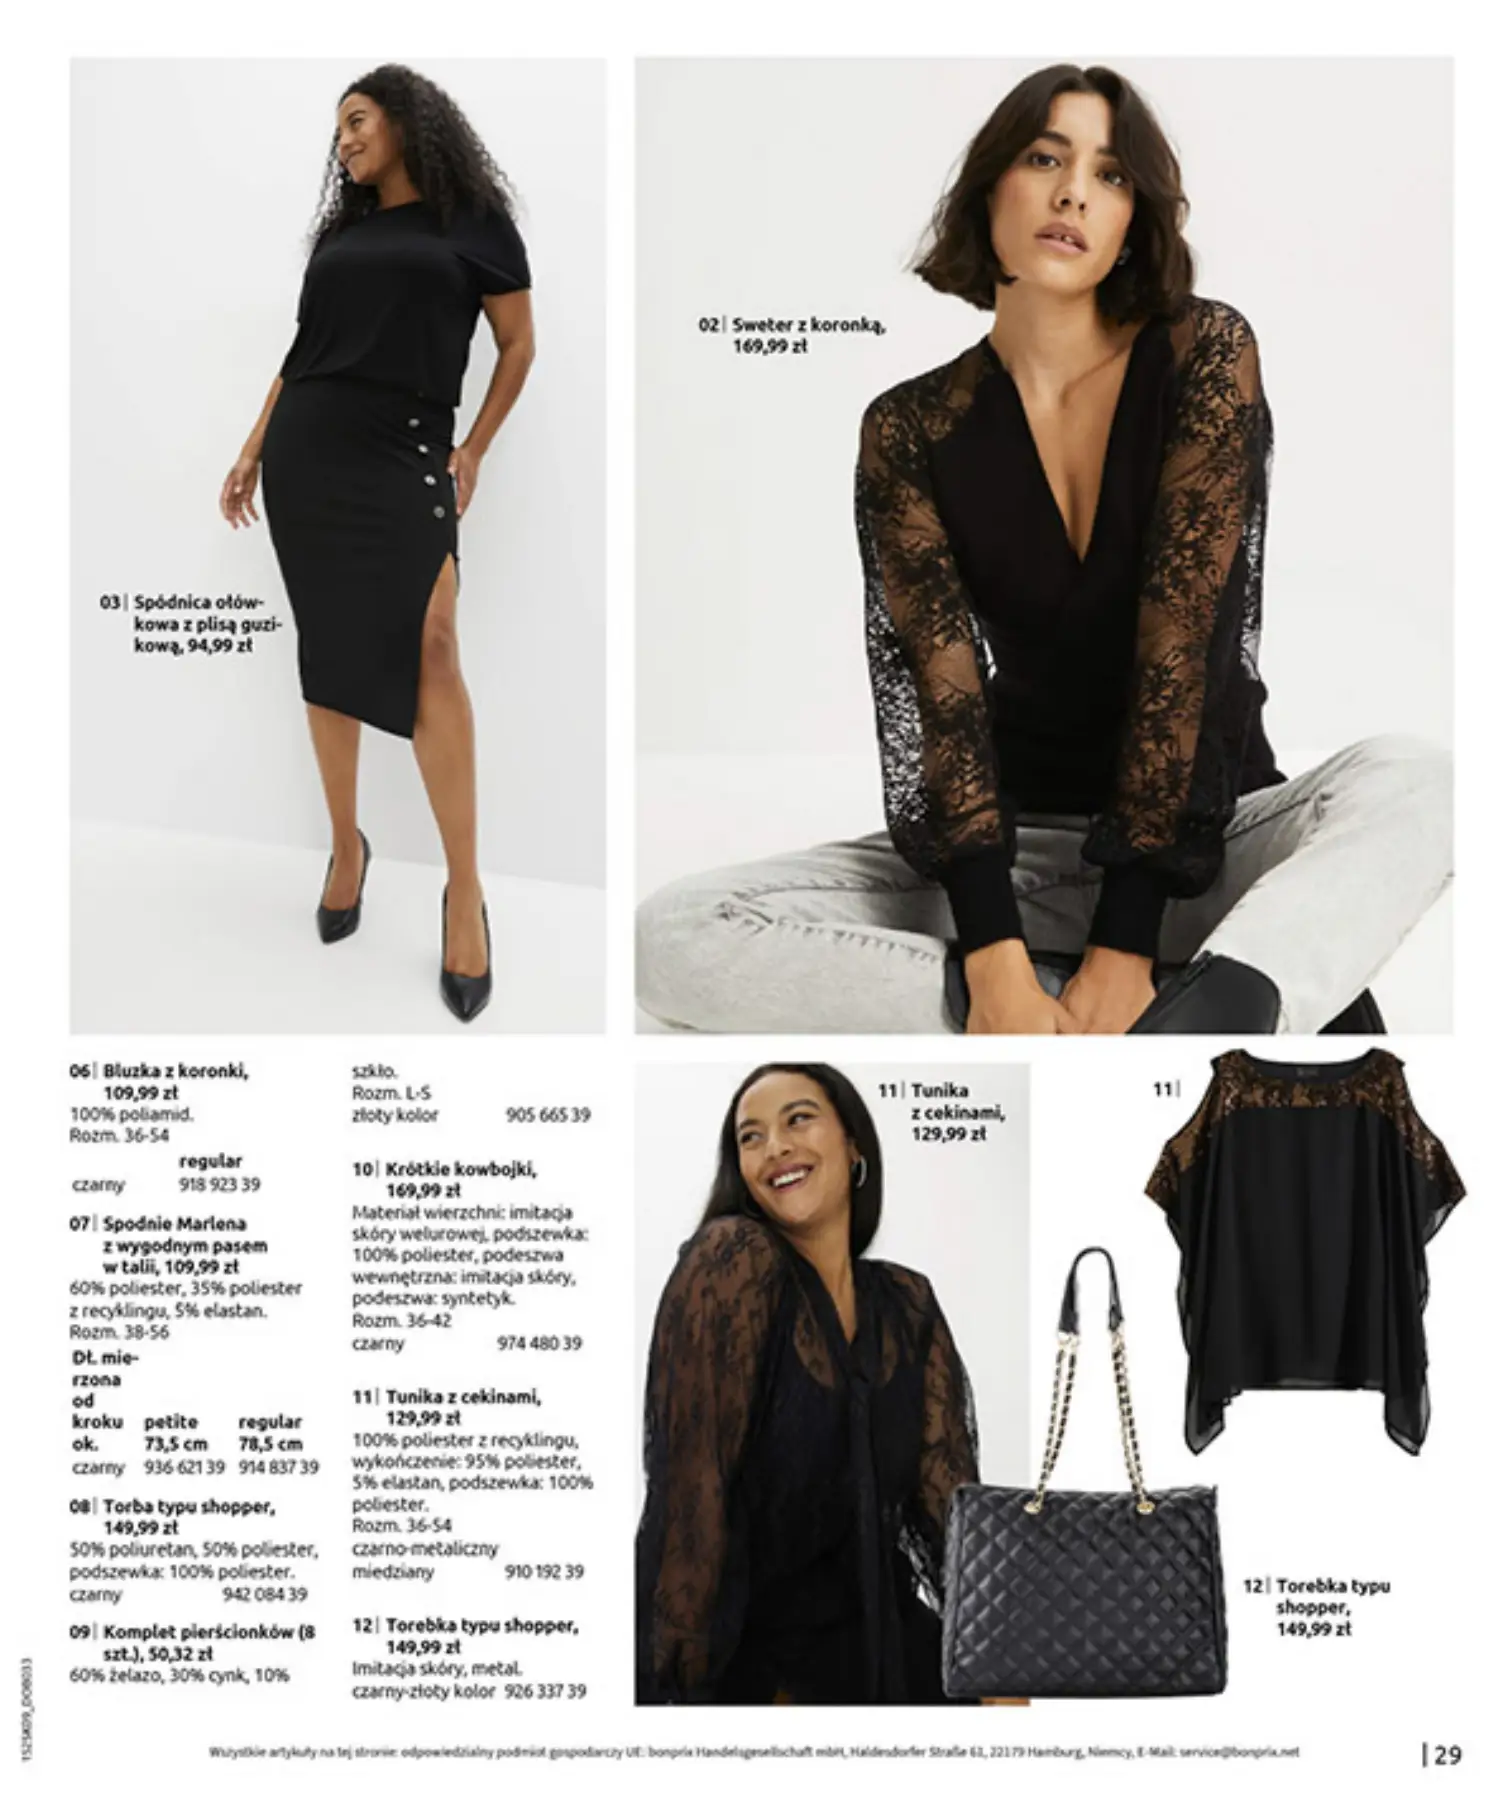 02| Sweter z koronką,
169,99 zł
03| Spódnica ołów-
kowa z plisą guzi-
kową, 94,99 zł
06| Bluzka z koronki,
109,99 zł
100% poliamid.
Rozm. 36-54
regular
czarny 918 923 39
07| Spodnie Marlena
z wygodnym pasem
w talii, 109,99 zł
60% poliester, 35% poliester
z recyklingu, 5% elastan.
Rozm. 38-56
Dł. mie-
rzona
od
kroku petite regular
ok. 73,5 cm 78,5 cm
czarny 936 621 39 914 837 39
08| Torba typu shopper,
149,99 zł
50% poliuretan, 50% poliester,
podszewka: 100% poliester.
czarny 942 084 39
09| Komplet pierścionków (8
szt.), 50,32 zł
60% żelazo, 30% cynk, 10%
szkło.
Rozm. L-S
złoty kolor 905 665 39
10| Krótkie kowbojki,
169,99 zł
Materiał wierzchni: imitacja
skóry welurowej, podszewka:
100% poliester, podeszwa
wewnętrzna: imitacja skóry,
podeszwa: syntetyk.
Rozm. 36-42
czarny 974 480 39
11| Tunika z cekinami,
129,99 zł
100% poliester z recyklingu,
wykończenie: 95% poliester,
5% elastan, podszewka: 100%
poliester.
Rozm. 36-54
czarno-metaliczny
miedziany 910 192 39
12| Torebka typu shopper,
149,99 zł
Imitacja skóry, metal.
czarny-złoty kolor 926 337 39
11| Tunika
z cekinami,
129,99 zł
11|
12| Torebka typu
shopper,
149,99 zł
1525K09_DOB033
Wszystkie artykuły na tej stronie: odpowiedzialny podmiot gospodarczy UE: bonprix Handelsgesellschaft mbH, Haldesdorfer Straße 61, 22179 Hamburg, Niemcy, E-Mail: service@bonprix.net
| 29